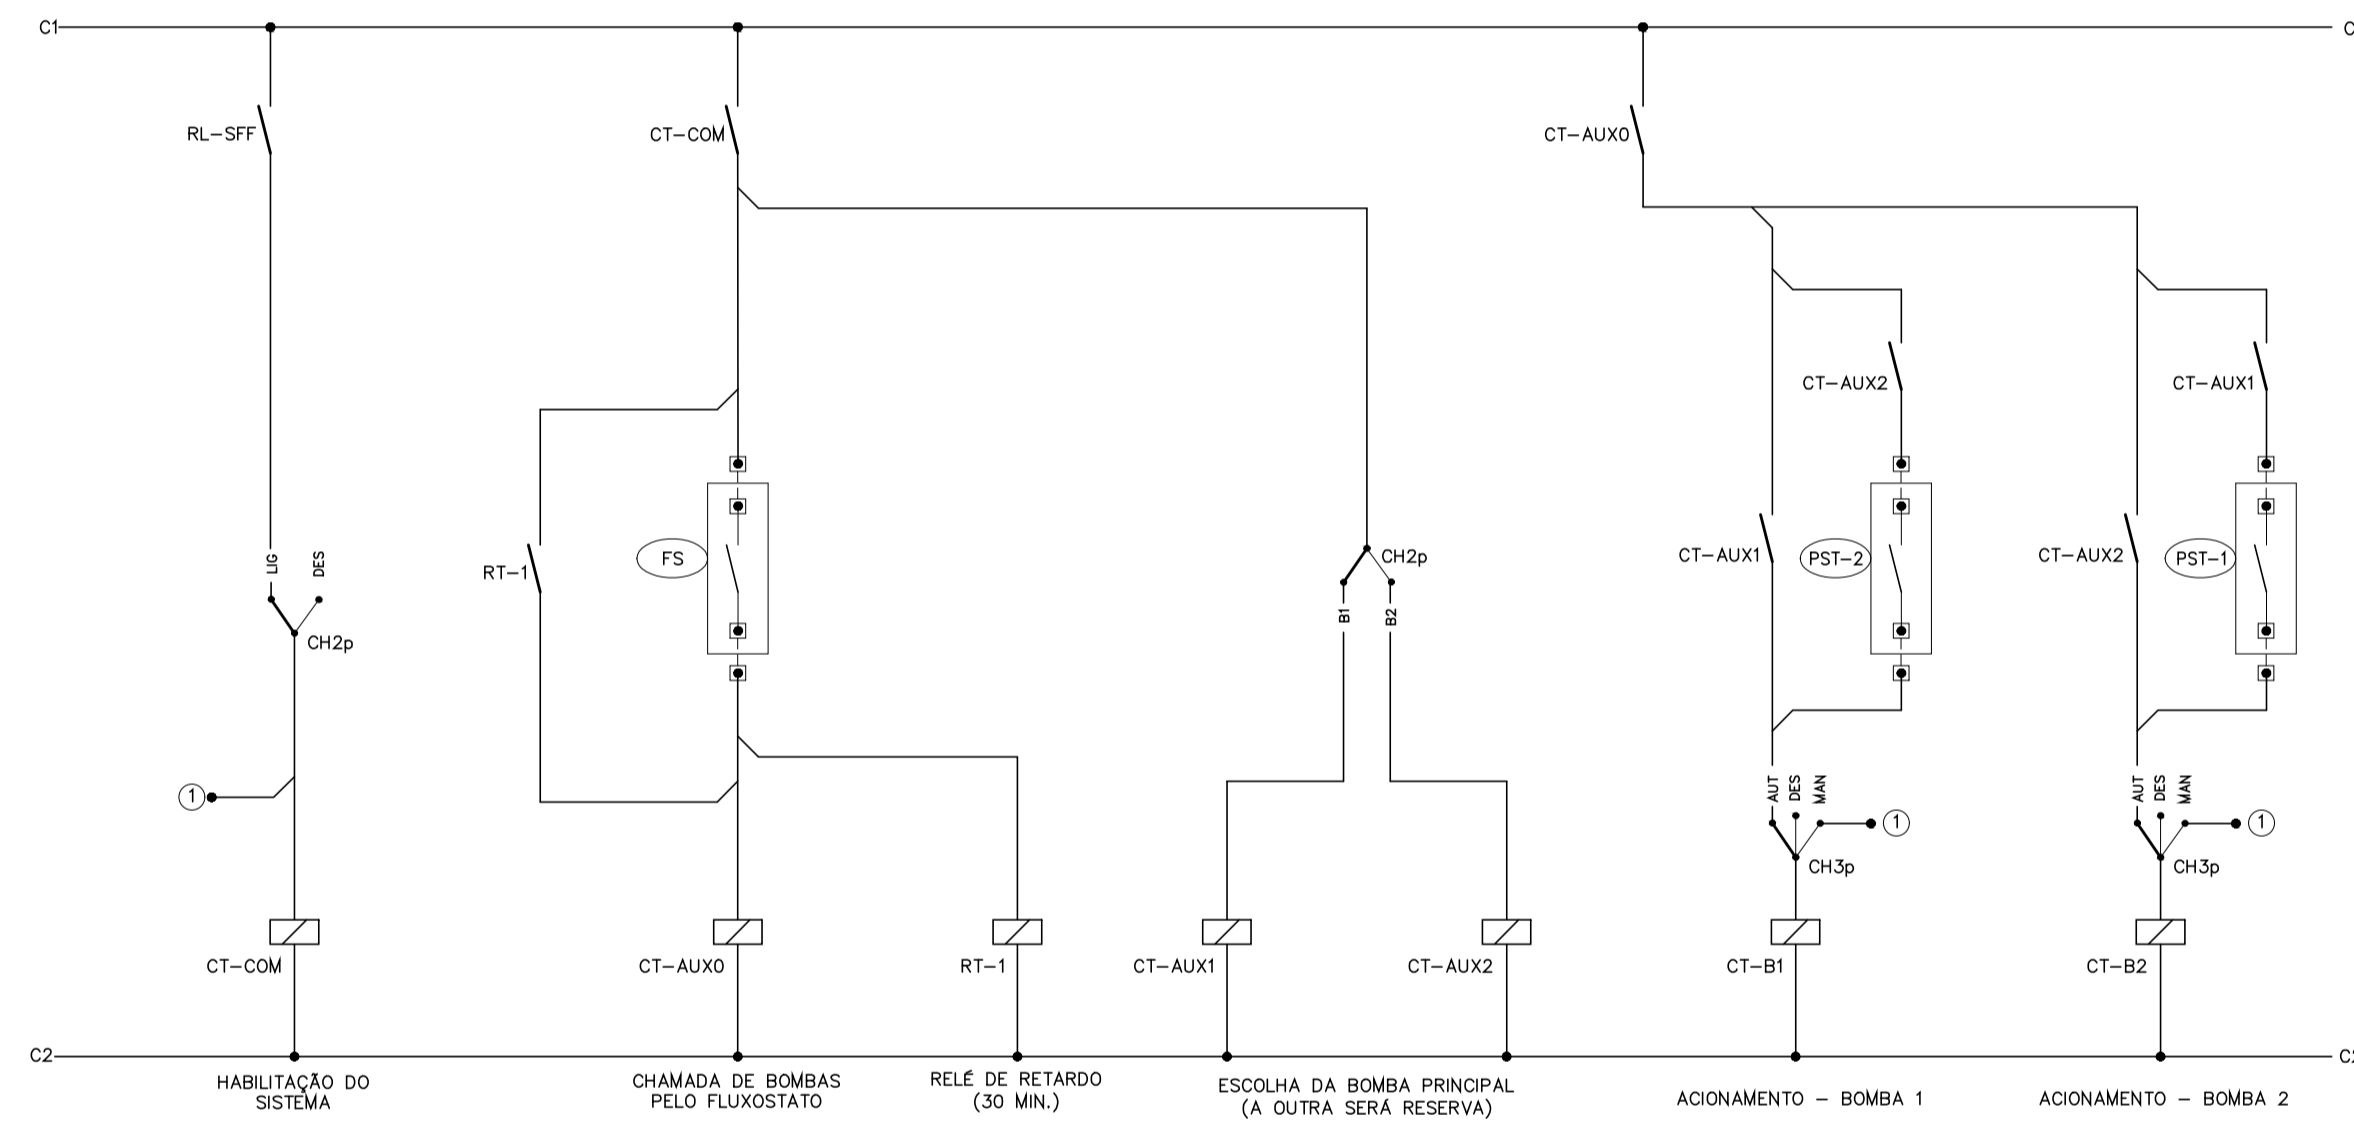 C1
C
RL-SFF
CT-COM
CT-AUX0
CT-AUX2
CT-AUX1
RT-1
FS
CH2p
B1
B2
CT-AUX1
PST-2
CT-AUX2
PST-1
LIG
DES
CH2p
1
AUT
DES
MAN
1
CH3p
AUT
DES
MAN
1
CH3p
CT-COM
CT-AUX0
RT-1
CT-AUX1
CT-AUX2
CT-B1
CT-B2
C2
C2
HABILITAÇÃO DO
SISTEMA
CHAMADA DE BOMBAS
PELO FLUXOSTATO
RELÉ DE RETARDO
(30 MIN.)
ESCOLHA DA BOMBA PRINCIPAL
(A OUTRA SERÁ RESERVA)
ACIONAMENTO - BOMBA 1
ACIONAMENTO - BOMBA 2